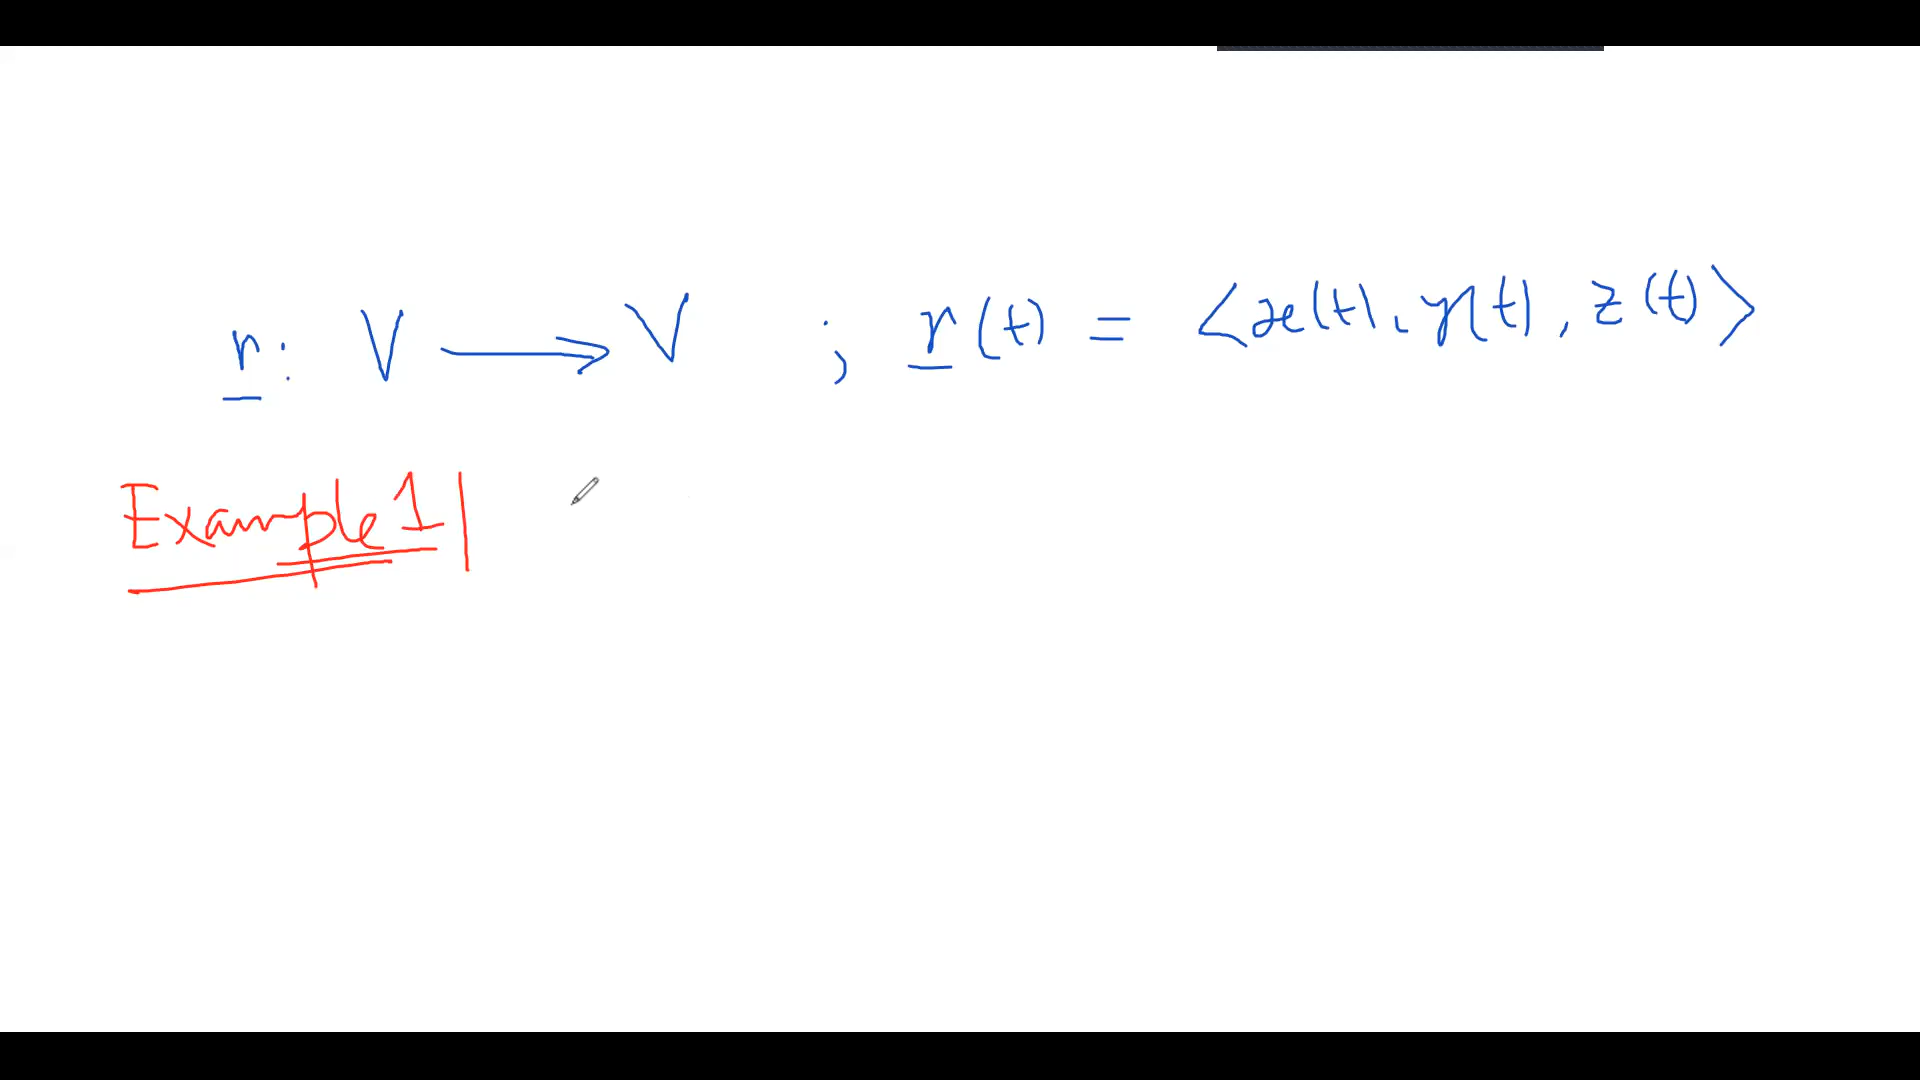 r: V ⟶ V ; r(t) = ⟨x(t), y(t), z(t)⟩
Example 1|